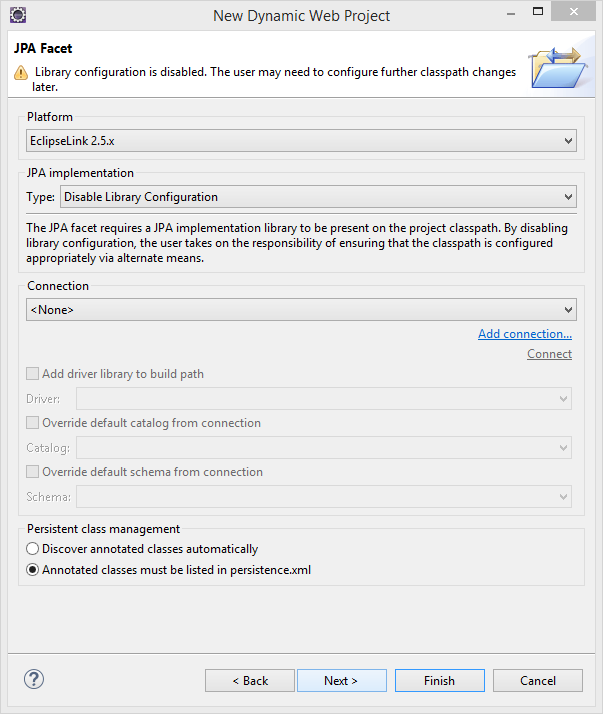 New Dynamic Web Project
JPA Facet
Library configuration is disabled. The user may need to configure further classpath changes
later.
Platform
EclipseLink 2.5.x
JPA implementation
Type: Disable Library Configuration
The JPA facet requires a JPA implementation library to be present on the project classpath. By disabling
library configuration, the user takes on the responsibility of ensuring that the classpath is configured
appropriately via alternate means.
Connection
<None>
Add connection...
Connect
Add driver library to build path
Driver:
Override default catalog from connection
Catalog:
Override default schema from connection
Schema:
Persistent class management
Discover annotated classes automatically
Annotated classes must be listed in persistence.xml
? < Back Next > Finish Cancel